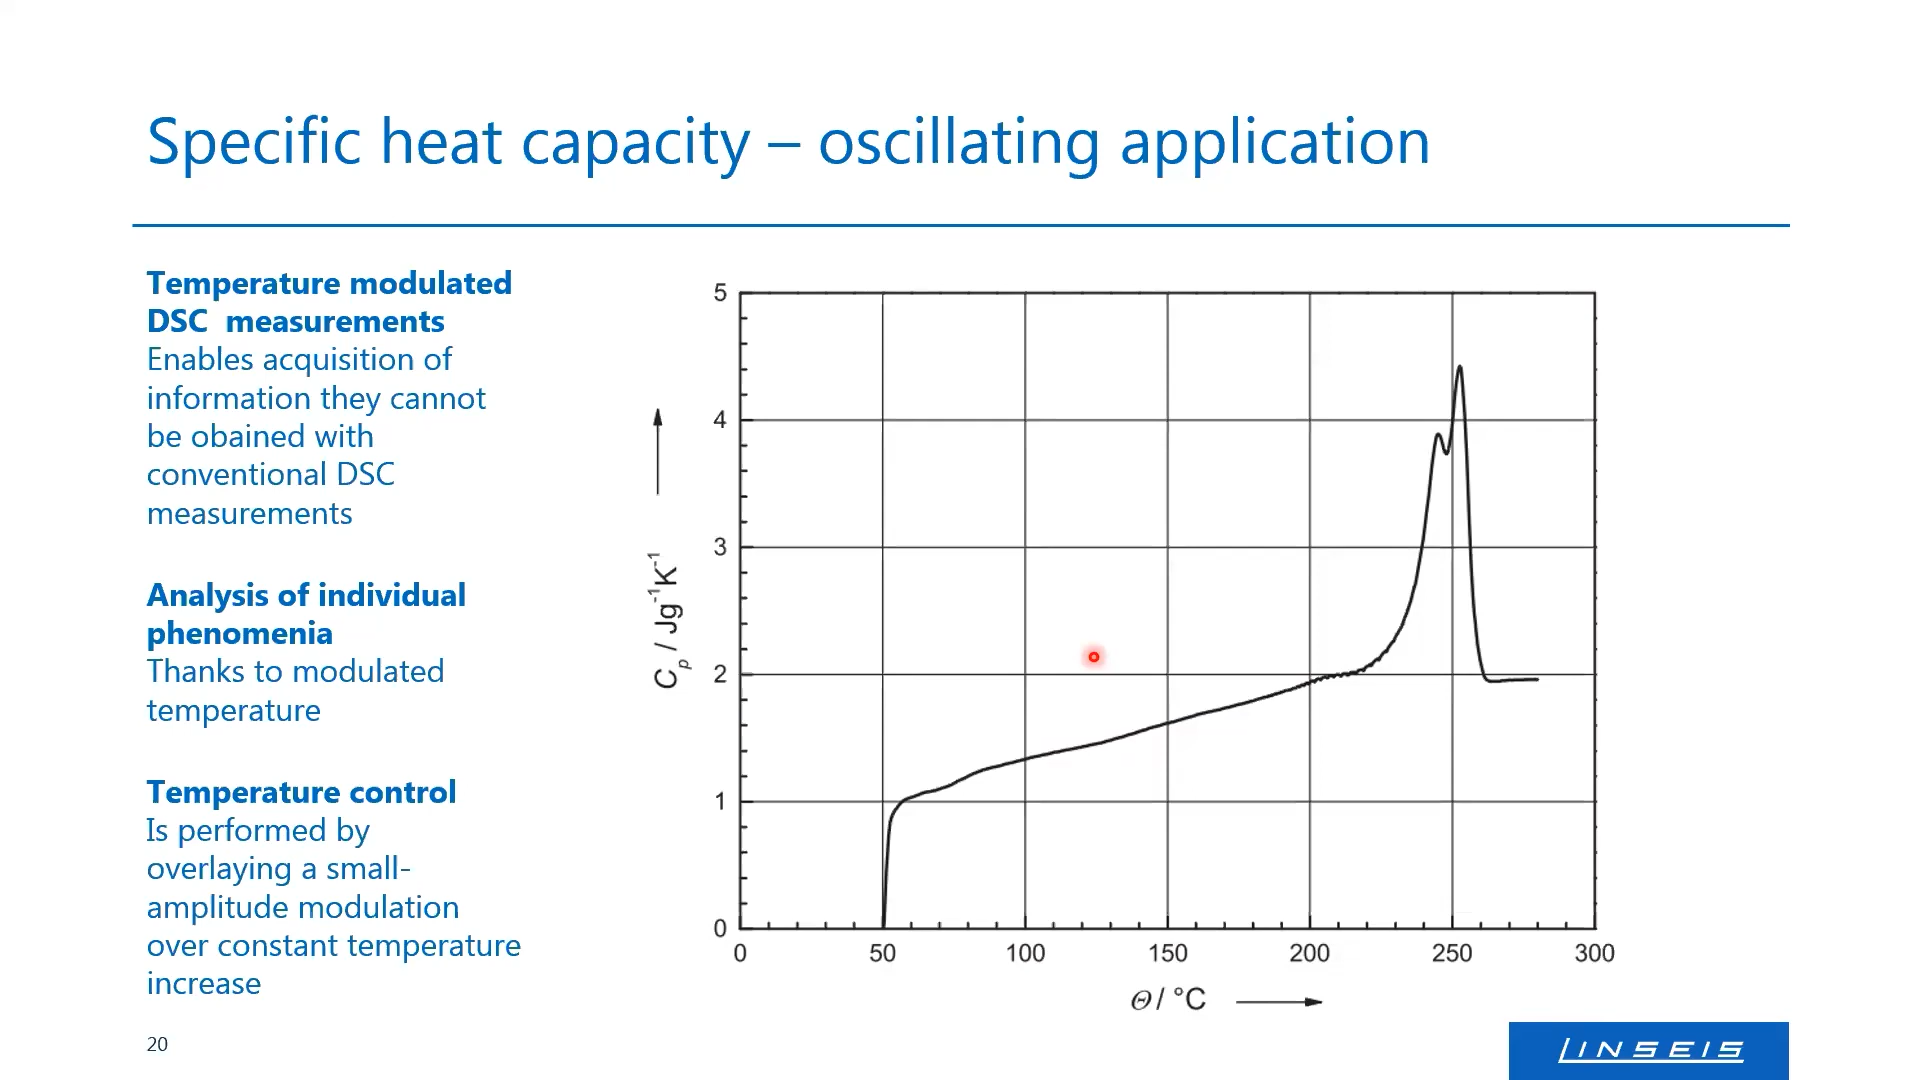 Specific heat capacity – oscillating application
Temperature modulated
DSC  measurements
Enables acquisition of
information they cannot
be obained with
conventional DSC
measurements
Analysis of individual
phenomenia
Thanks to modulated
temperature
Temperature control
Is performed by
overlaying a small-
amplitude modulation
over constant temperature
increase
5
4
3
2
1
0
Cp / Jg⁻¹K⁻¹
0 50 100 150 200 250 300
Θ / °C
20
LINSEIS